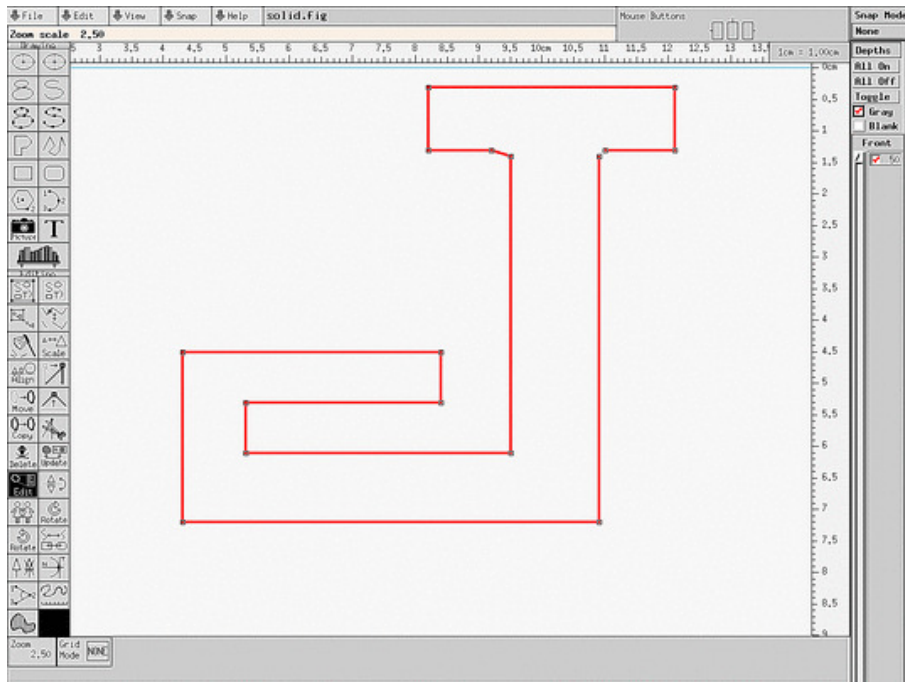 File Edit View Snap Help solid.fig
Mouse Buttons
Snap Mode
Zoom scale 2.50
None
Drawing
3 3.5 4 4.5 5 5.5 6 6.5 7 7.5 8 8.5 9 9.5 10cm 10.5 11 11.5 12 12.5 13 13.5
1cm = 1.00cm
Depths
All On
All Off
Toggle
Gray
Blank
Front
50
0cm
0.5
1
1.5
2
2.5
3
3.5
4
4.5
5
5.5
6
6.5
7
7.5
8
8.5
9
Picture T
Editing
Scale
Align
Move
Copy
Delete Update
Edit
Rotate
Rotate
Zoom
2.50
Grid
Mode
NONE